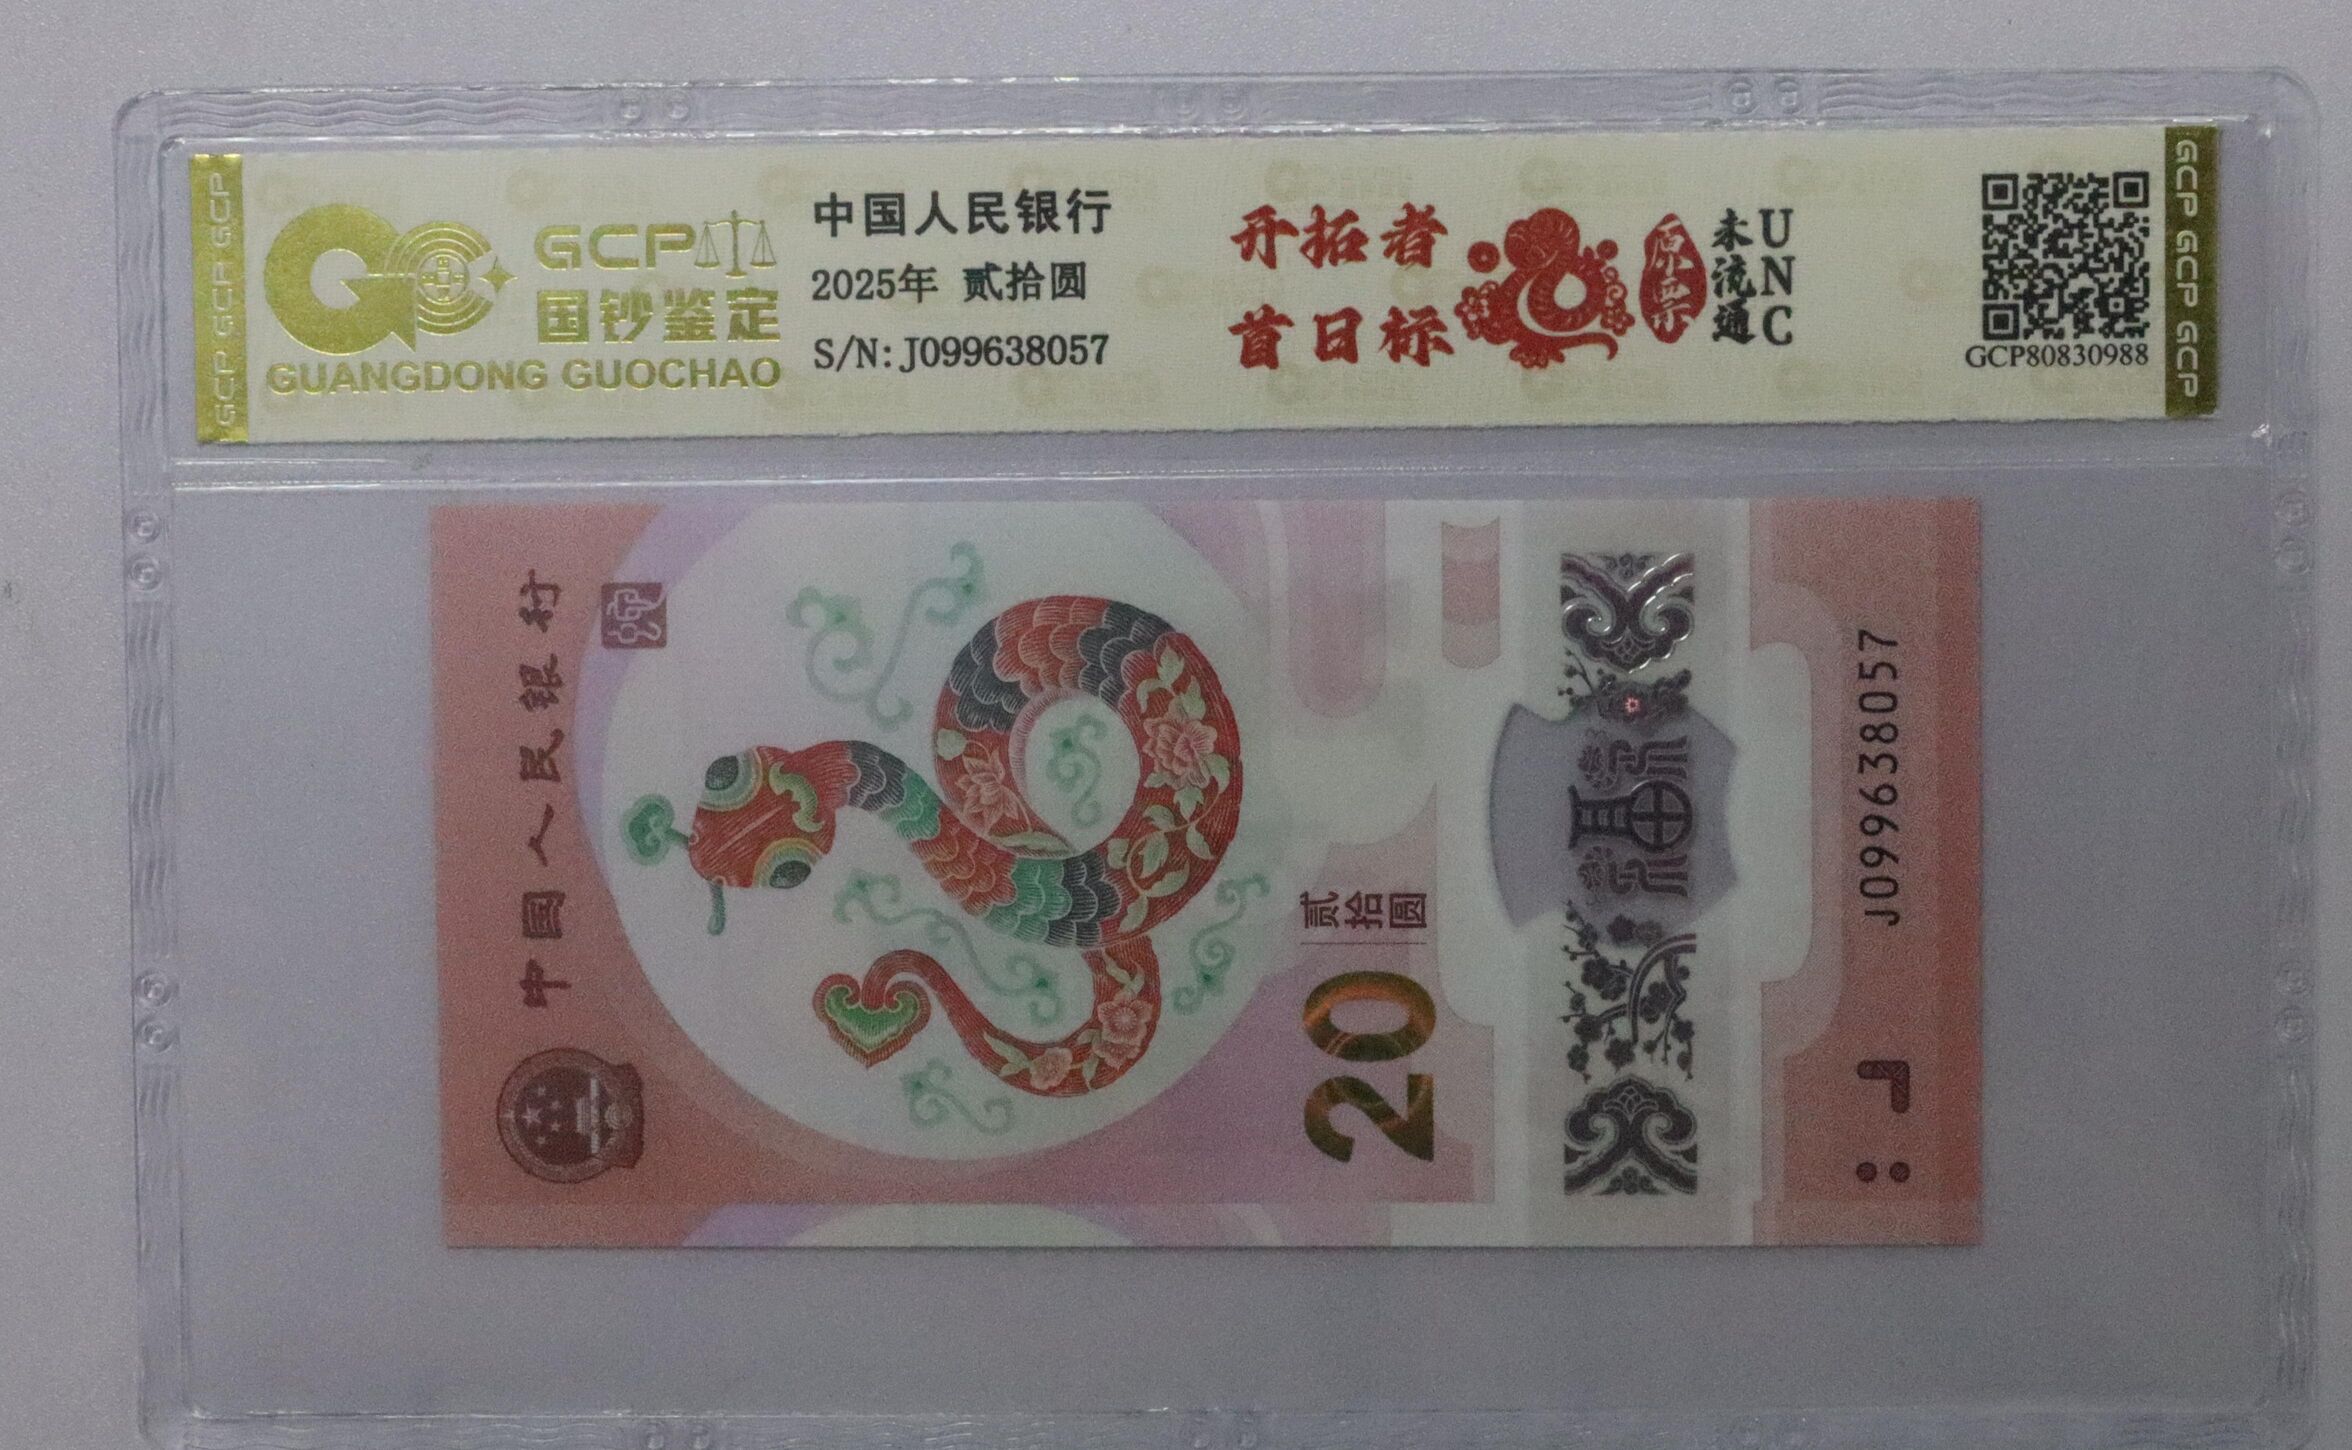 GCP GCP GCP
GCP
国钞鉴定
GUANGDONG GUOCHAO
中国人民银行
2025年 贰拾圆
S/N: J099638057
开拓者
首日标
原票
未流通
UNC
GCP80830988
GCP GCP GCP
中国人民银行
贰拾圆
20
福
J099638057